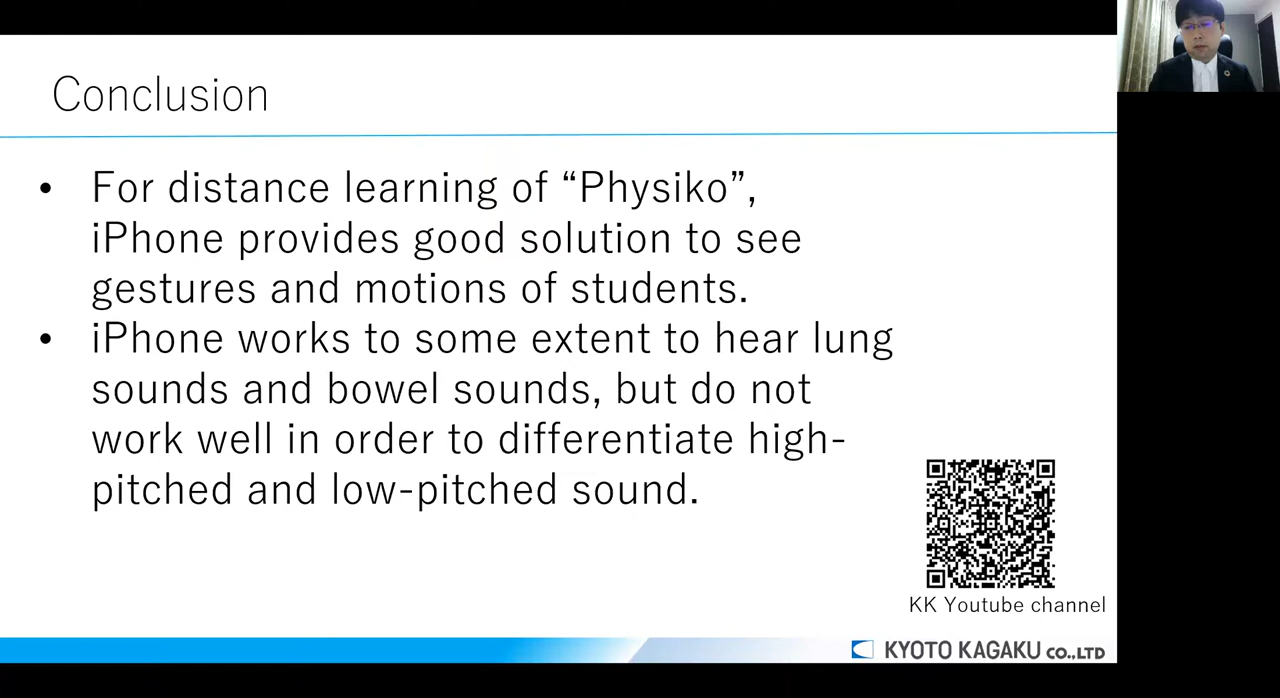 Conclusion
• For distance learning of “Physiko”,
iPhone provides good solution to see
gestures and motions of students.
• iPhone works to some extent to hear lung
sounds and bowel sounds, but do not
work well in order to differentiate high-
pitched and low-pitched sound.
KK Youtube channel
KYOTO KAGAKU CO.,LTD